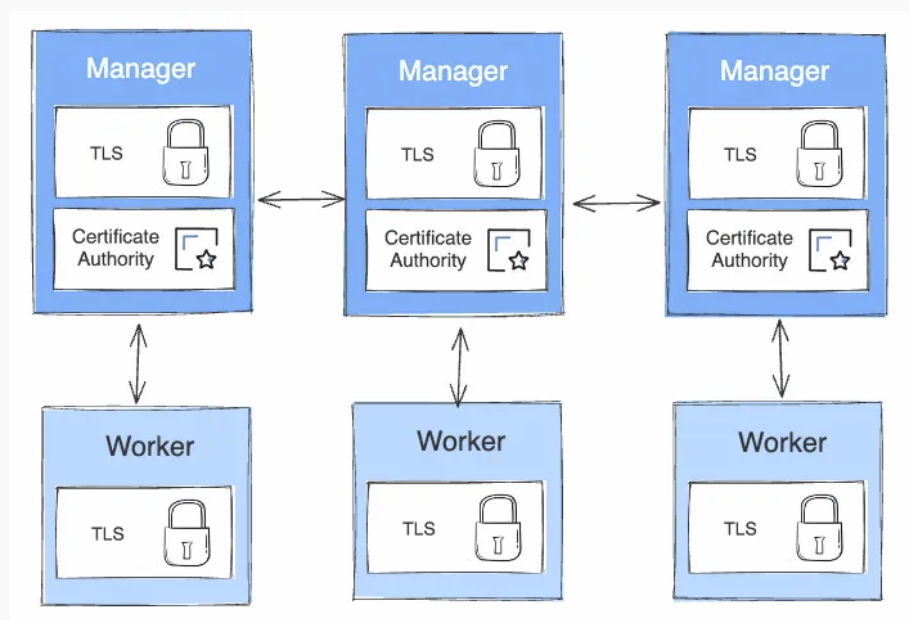 Manager
TLS
Certificate
Authority
Manager
TLS
Certificate
Authority
Manager
TLS
Certificate
Authority
Worker
TLS
Worker
TLS
Worker
TLS